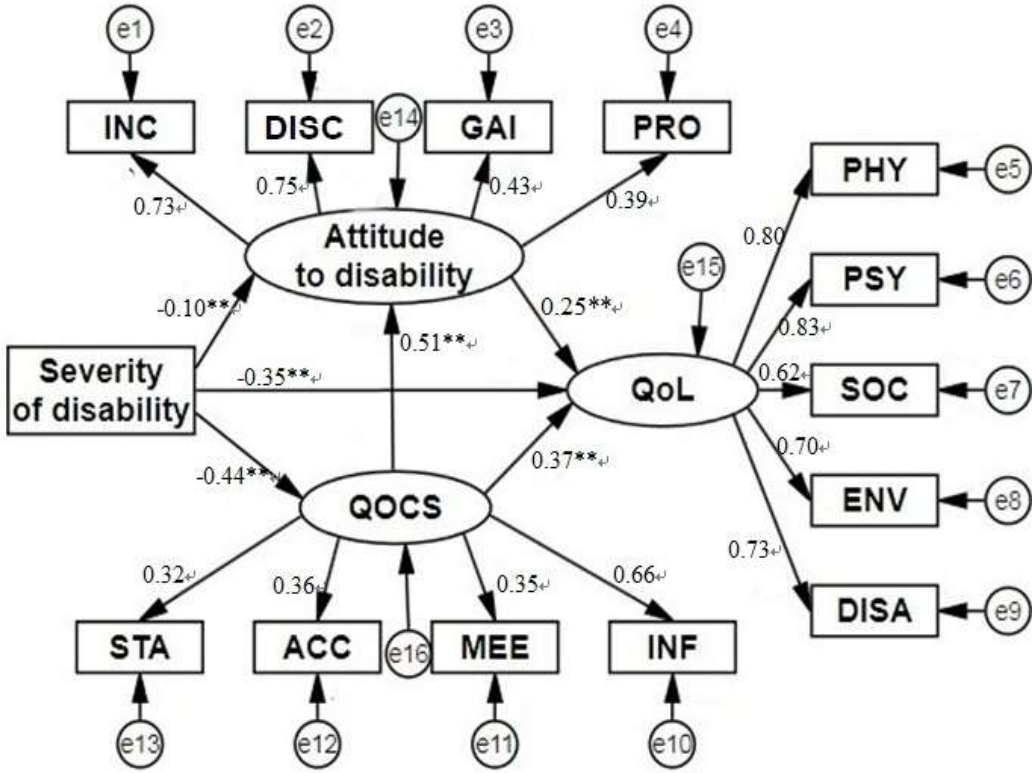 e1
e2
e3
e4
INC
DISC
e14
GAI
PRO
0.73↵
0.75↵
0.43↵
0.39↵
Attitude
to disability
PHY
e5
0.80
e15
PSY
e6
0.83
-0.10**↵
0.51**↵
0.25**↵
Severity
of disability
-0.35**↵
QoL
0.62↵
SOC
e7
-0.44**↵
0.37**↵
0.70↵
QOCS
ENV
e8
0.73↵
0.32↵
0.36↵
0.35↵
0.66↵
DISA
e9
STA
ACC
e16
MEE
INF
e13
e12
e11
e10